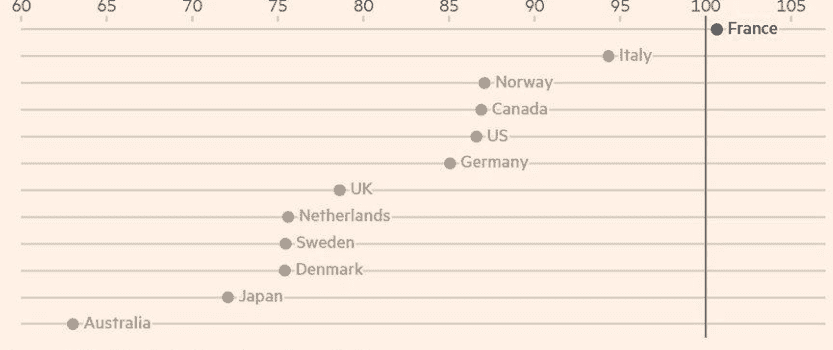 60 65 70 75 80 85 90 95 100 105
France
Italy
Norway
Canada
US
Germany
UK
Netherlands
Sweden
Denmark
Japan
Australia